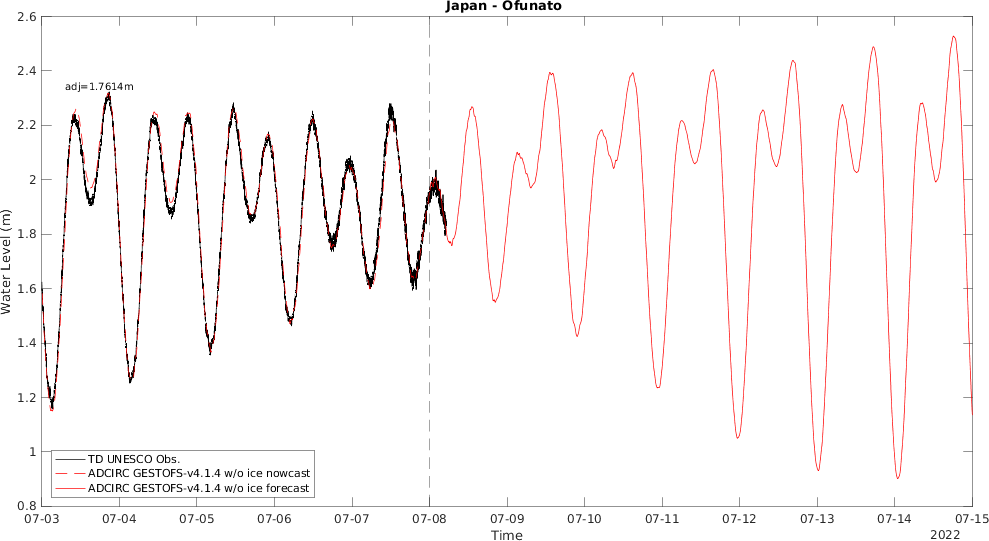 Japan - Ofunato
2.6
2.4
2.2
2
1.8
1.6
1.4
1.2
1
0.8
Water Level (m)
adj=1.7614m
TD UNESCO Obs.
ADCIRC GESTOFS-v4.1.4 w/o ice nowcast
ADCIRC GESTOFS-v4.1.4 w/o ice forecast
07-03 07-04 07-05 07-06 07-07 07-08 07-09 07-10 07-11 07-12 07-13 07-14 07-15
Time
2022